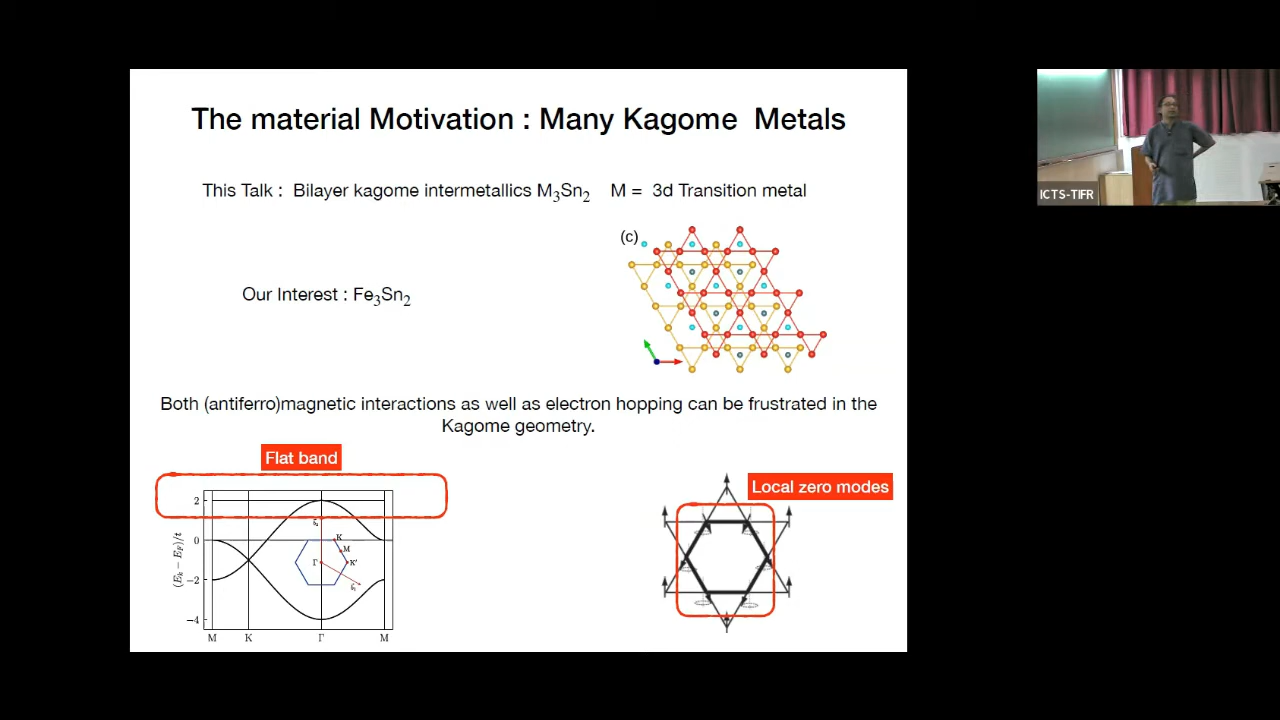 The material Motivation : Many Kagome Metals
This Talk : Bilayer kagome intermetallics M₃Sn₂ M = 3d Transition metal
ICTS-TIFR
(c)
Our Interest : Fe₃Sn₂
Both (antiferro)magnetic interactions as well as electron hopping can be frustrated in the
Kagome geometry.
Flat band
Local zero modes
2
0
−2
−4
(E_k − E_F)/t
K
M
Γ
K'
M K Γ M